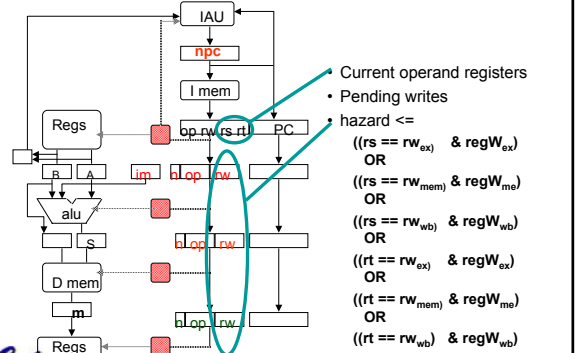 IAU
npc
I mem
Regs
op rw rs rt
PC
B
A
im
n op rw
alu
S
n op rw
D mem
m
n op rw
Regs
• Current operand registers
• Pending writes
• hazard <=
((rs == rwex) & regWex)
OR
((rs == rwmem) & regWme)
OR
((rs == rwwb) & regWwb)
OR
((rt == rwex) & regWex)
OR
((rt == rwmem) & regWme)
OR
((rt == rwwb) & regWwb)